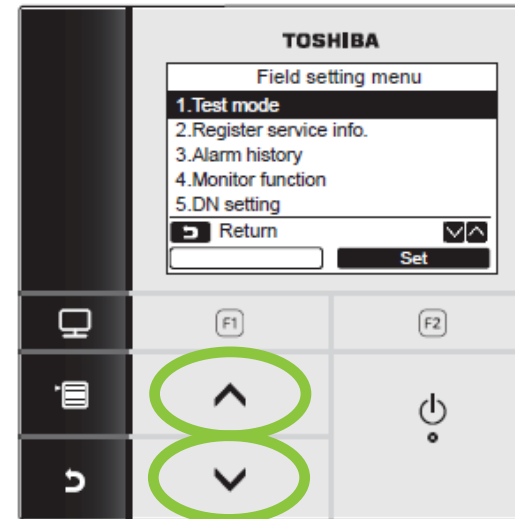 TOSHIBA
Field setting menu
1.Test mode
2.Register service info.
3.Alarm history
4.Monitor function
5.DN setting
Return
Set
F1
F2